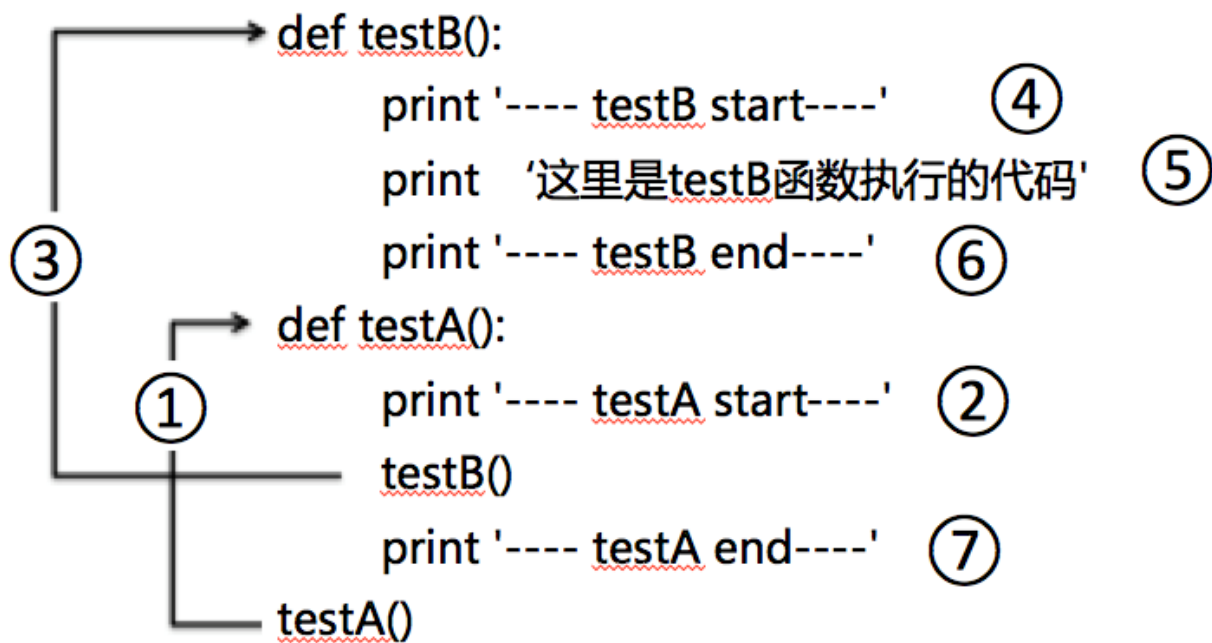 def testB():
print '---- testB start----' ④
print ‘这里是testB函数执行的代码' ⑤
print '---- testB end----' ⑥
③
def testA():
①
print '---- testA start----' ②
testB()
print '---- testA end----' ⑦
testA()